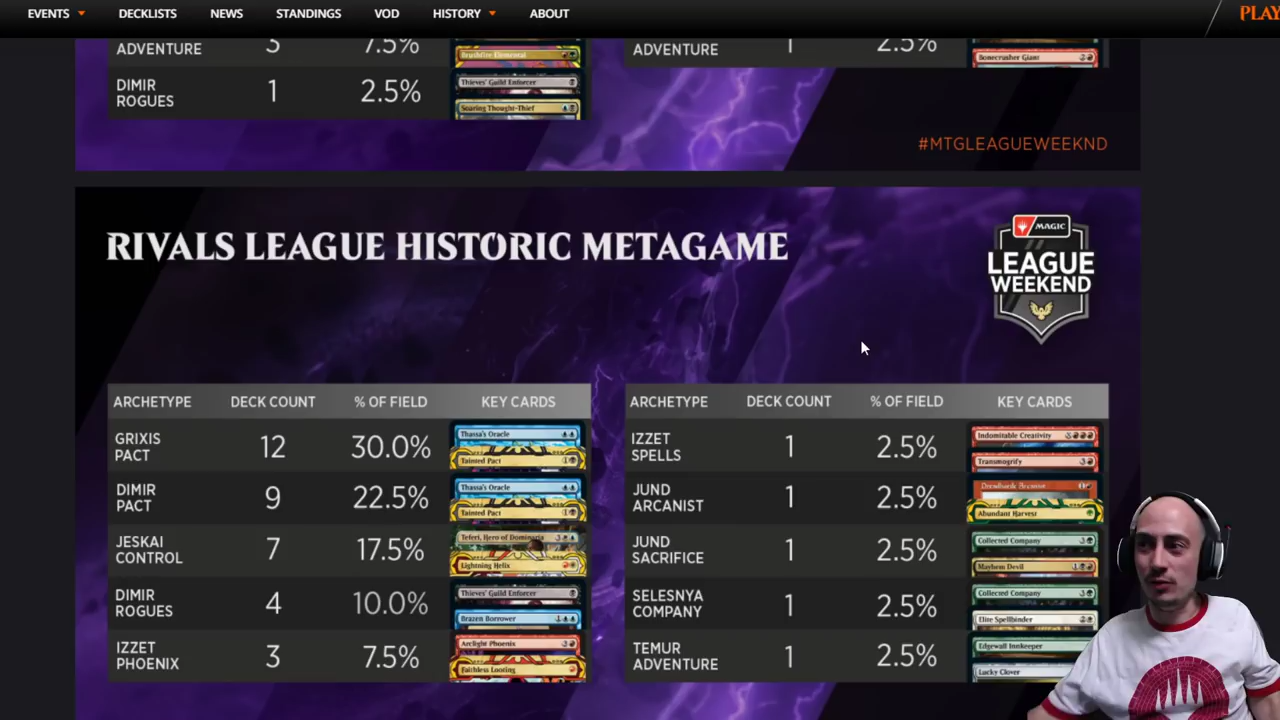 EVENTS DECKLISTS NEWS STANDINGS VOD HISTORY ABOUT PLAY
ADVENTURE 3 7.5% Brushfire Elemental
DIMIR ROGUES 1 2.5% Thieves' Guild Enforcer
Soaring Thought-Thief
ADVENTURE 1 2.5% Bonecrusher Giant
#MTGLEAGUEWEEKND
RIVALS LEAGUE HISTORIC METAGAME
MAGIC
LEAGUE
WEEKEND
ARCHETYPE DECK COUNT % OF FIELD KEY CARDS
GRIXIS PACT 12 30.0% Thassa's Oracle
Tainted Pact
DIMIR PACT 9 22.5% Thassa's Oracle
Tainted Pact
JESKAI CONTROL 7 17.5% Teferi, Hero of Dominaria
Lightning Helix
DIMIR ROGUES 4 10.0% Thieves' Guild Enforcer
Brazen Borrower
IZZET PHOENIX 3 7.5% Arclight Phoenix
Faithless Looting
ARCHETYPE DECK COUNT % OF FIELD KEY CARDS
IZZET SPELLS 1 2.5% Indomitable Creativity
Transmogrify
JUND ARCANIST 1 2.5% Dreadhorde Arcanist
Abundant Harvest
JUND SACRIFICE 1 2.5% Collected Company
Mayhem Devil
SELESNYA COMPANY 1 2.5% Collected Company
Elite Spellbinder
TEMUR ADVENTURE 1 2.5% Edgewall Innkeeper
Lucky Clover